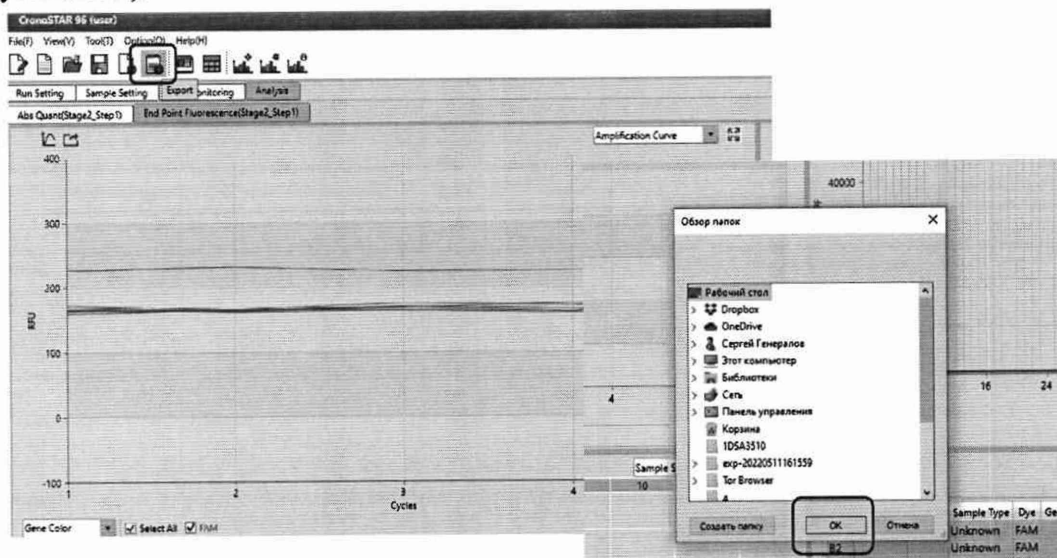 CronoSTAR 96 (user)
File(F) View(V) Tool(T) Option(O) Help(H)
Run Setting Sample Setting Export onitoring Analysis
Abs Quant(Stage2_Step1) End Point Fluorescence(Stage2_Step1)
Amplification Curve
400
300
200
100
0
-100
RFU
1 2 3 4
Cycles
Gene Color Select All FAM
40000
4
16 24
Sample S
10
Обзор папок
Рабочий стол
Dropbox
OneDrive
Сергей Генералов
Этот компьютер
Библиотеки
Сеть
Панель управления
Корзина
1DSA3510
exp-20220511161559
Tor Browser
Создать папку OK Отмена
Sample Type Dye Ge
Unknown FAM
B2 Unknown FAM